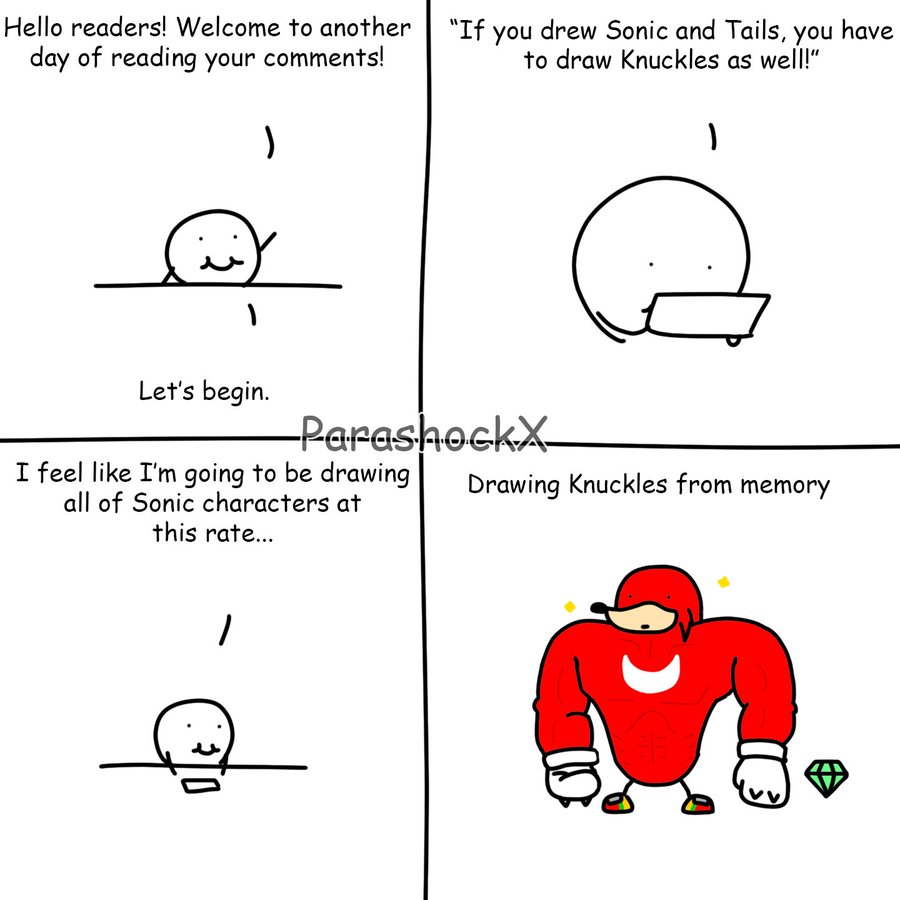 Hello readers! Welcome to another
day of reading your comments!
Let's begin.
“If you drew Sonic and Tails, you have
to draw Knuckles as well!”
ParashockX
I feel like I'm going to be drawing
all of Sonic characters at
this rate...
Drawing Knuckles from memory